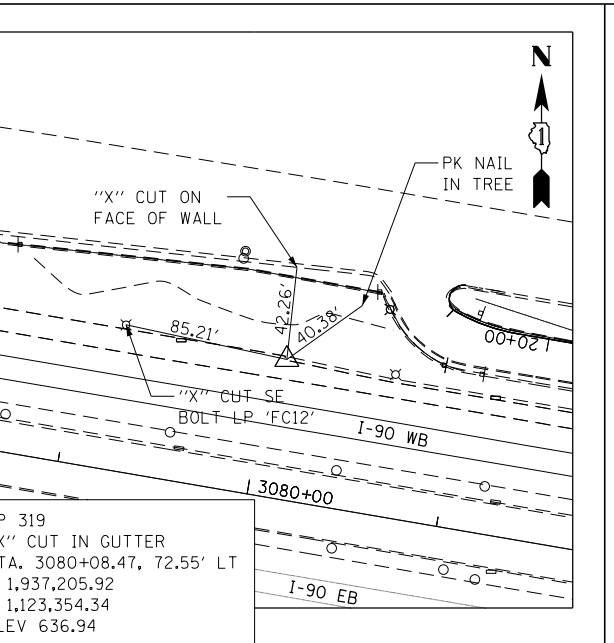 N
1
PK NAIL
IN TREE
"X" CUT ON
FACE OF WALL
42.26'
40.38'
85.21'
00+021
"X" CUT SE
BOLT LP 'FC12'
I-90 WB
3080+00
P 319
X" CUT IN GUTTER
TA. 3080+08.47, 72.55' LT
1,937,205.92
1,123,354.34
LEV 636.94
I-90 EB